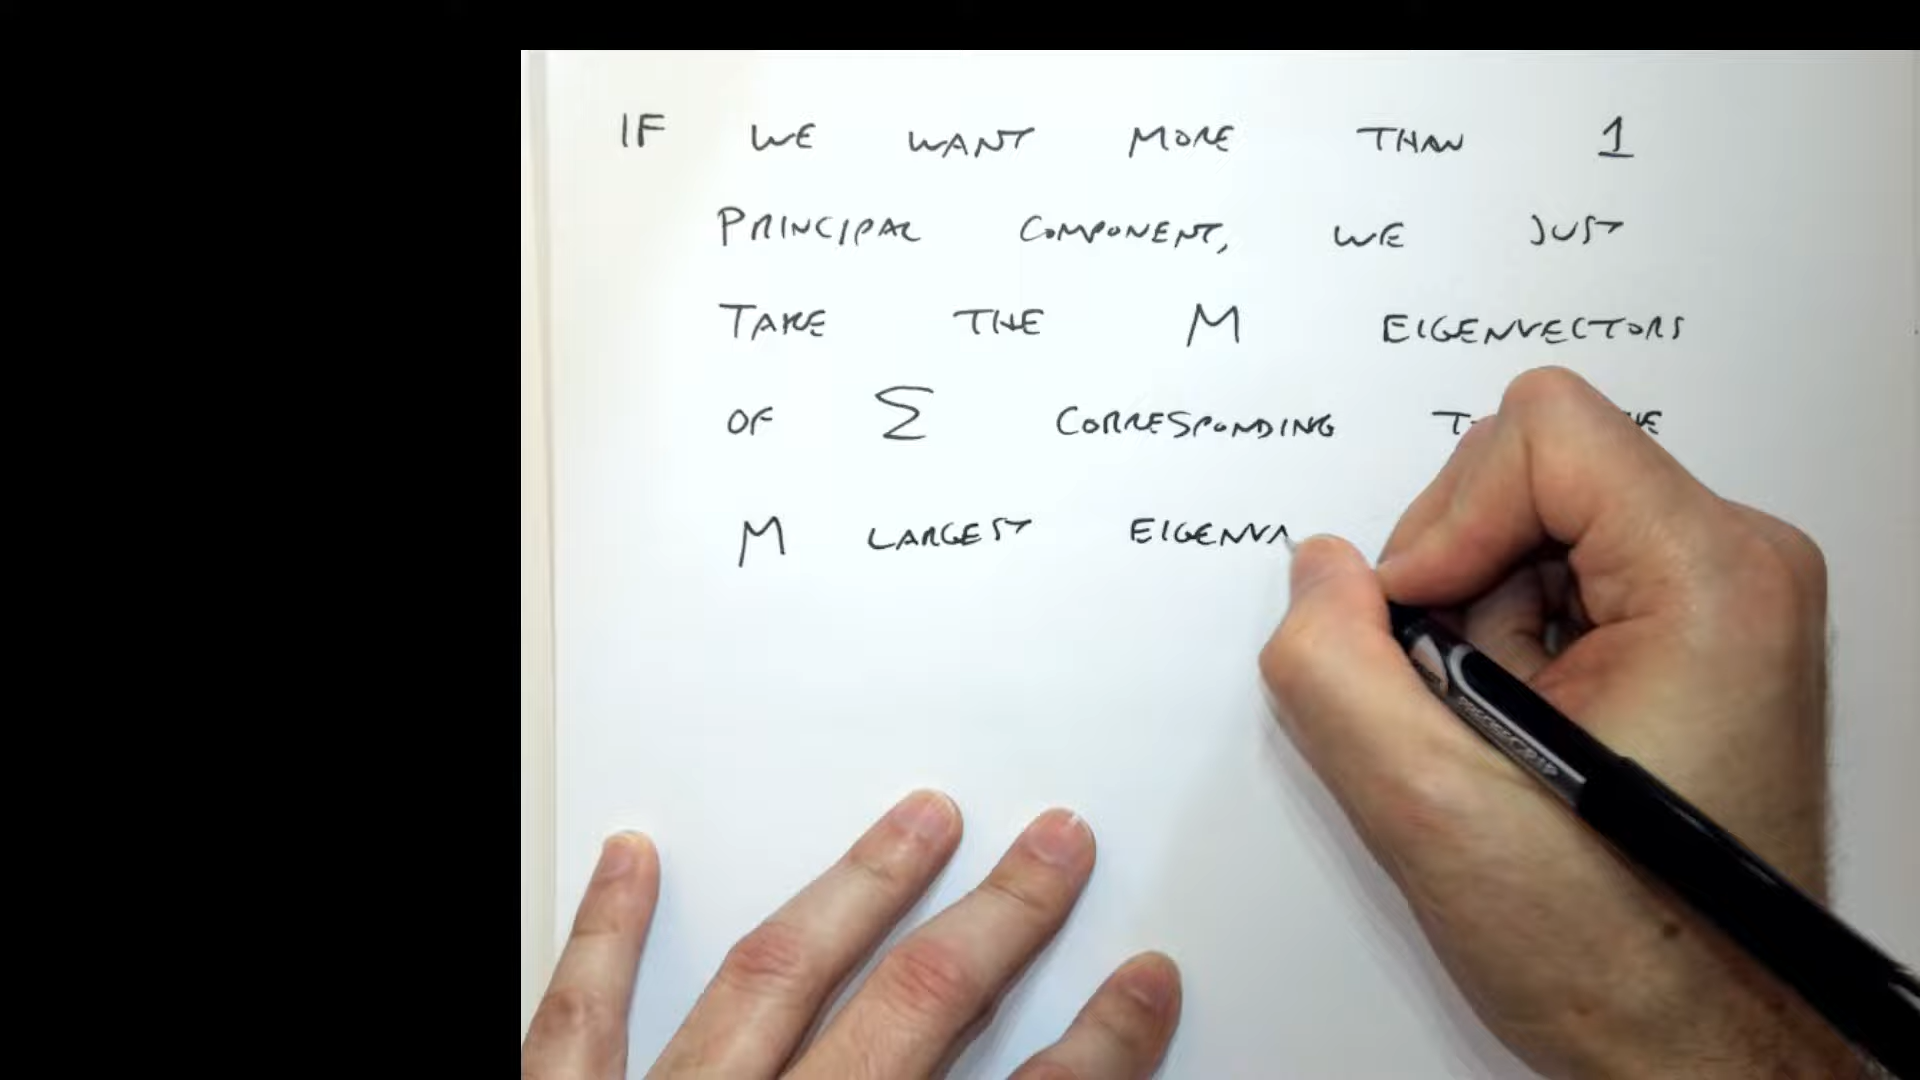 IF WE WANT MORE THAN 1
PRINCIPAL COMPONENT, WE JUST
TAKE THE M EIGENVECTORS
OF Σ CORRESPONDING
M LARGEST EIGENVA